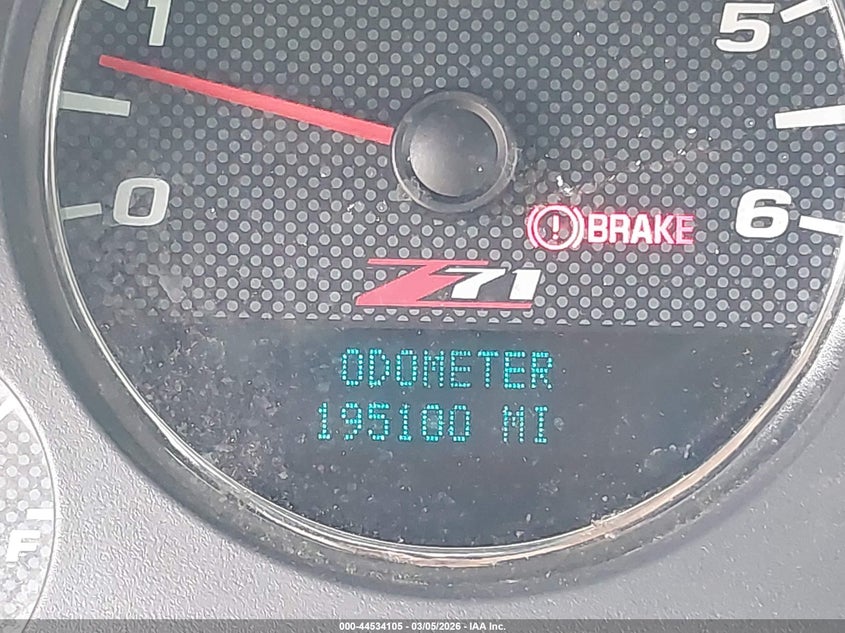 1
5
0
6
BRAKE
Z71
ODOMETER
195100 MI
F
000-44534105 - 03/05/2026 - IAA Inc.